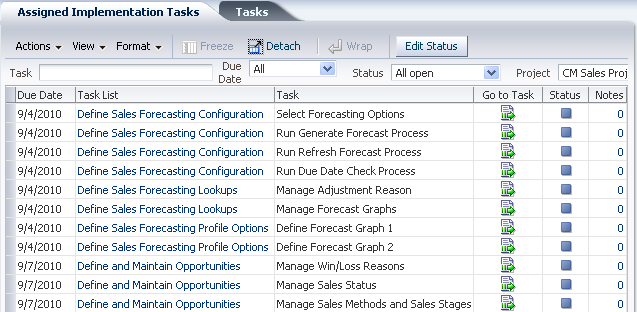 Assigned Implementation Tasks Tasks
Actions View Format Freeze Detach Wrap Edit Status
Task Due Date All Status All open Project CM Sales Proj
Due Date Task List Task Go to Task Status Notes
9/4/2010 Define Sales Forecasting Configuration Select Forecasting Options 0
9/4/2010 Define Sales Forecasting Configuration Run Generate Forecast Process 0
9/4/2010 Define Sales Forecasting Configuration Run Refresh Forecast Process 0
9/4/2010 Define Sales Forecasting Configuration Run Due Date Check Process 0
9/4/2010 Define Sales Forecasting Lookups Manage Adjustment Reason 0
9/4/2010 Define Sales Forecasting Lookups Manage Forecast Graphs 0
9/4/2010 Define Sales Forecasting Profile Options Define Forecast Graph 1 0
9/4/2010 Define Sales Forecasting Profile Options Define Forecast Graph 2 0
9/7/2010 Define and Maintain Opportunities Manage Win/Loss Reasons 0
9/7/2010 Define and Maintain Opportunities Manage Sales Status 0
9/7/2010 Define and Maintain Opportunities Manage Sales Methods and Sales Stages 0